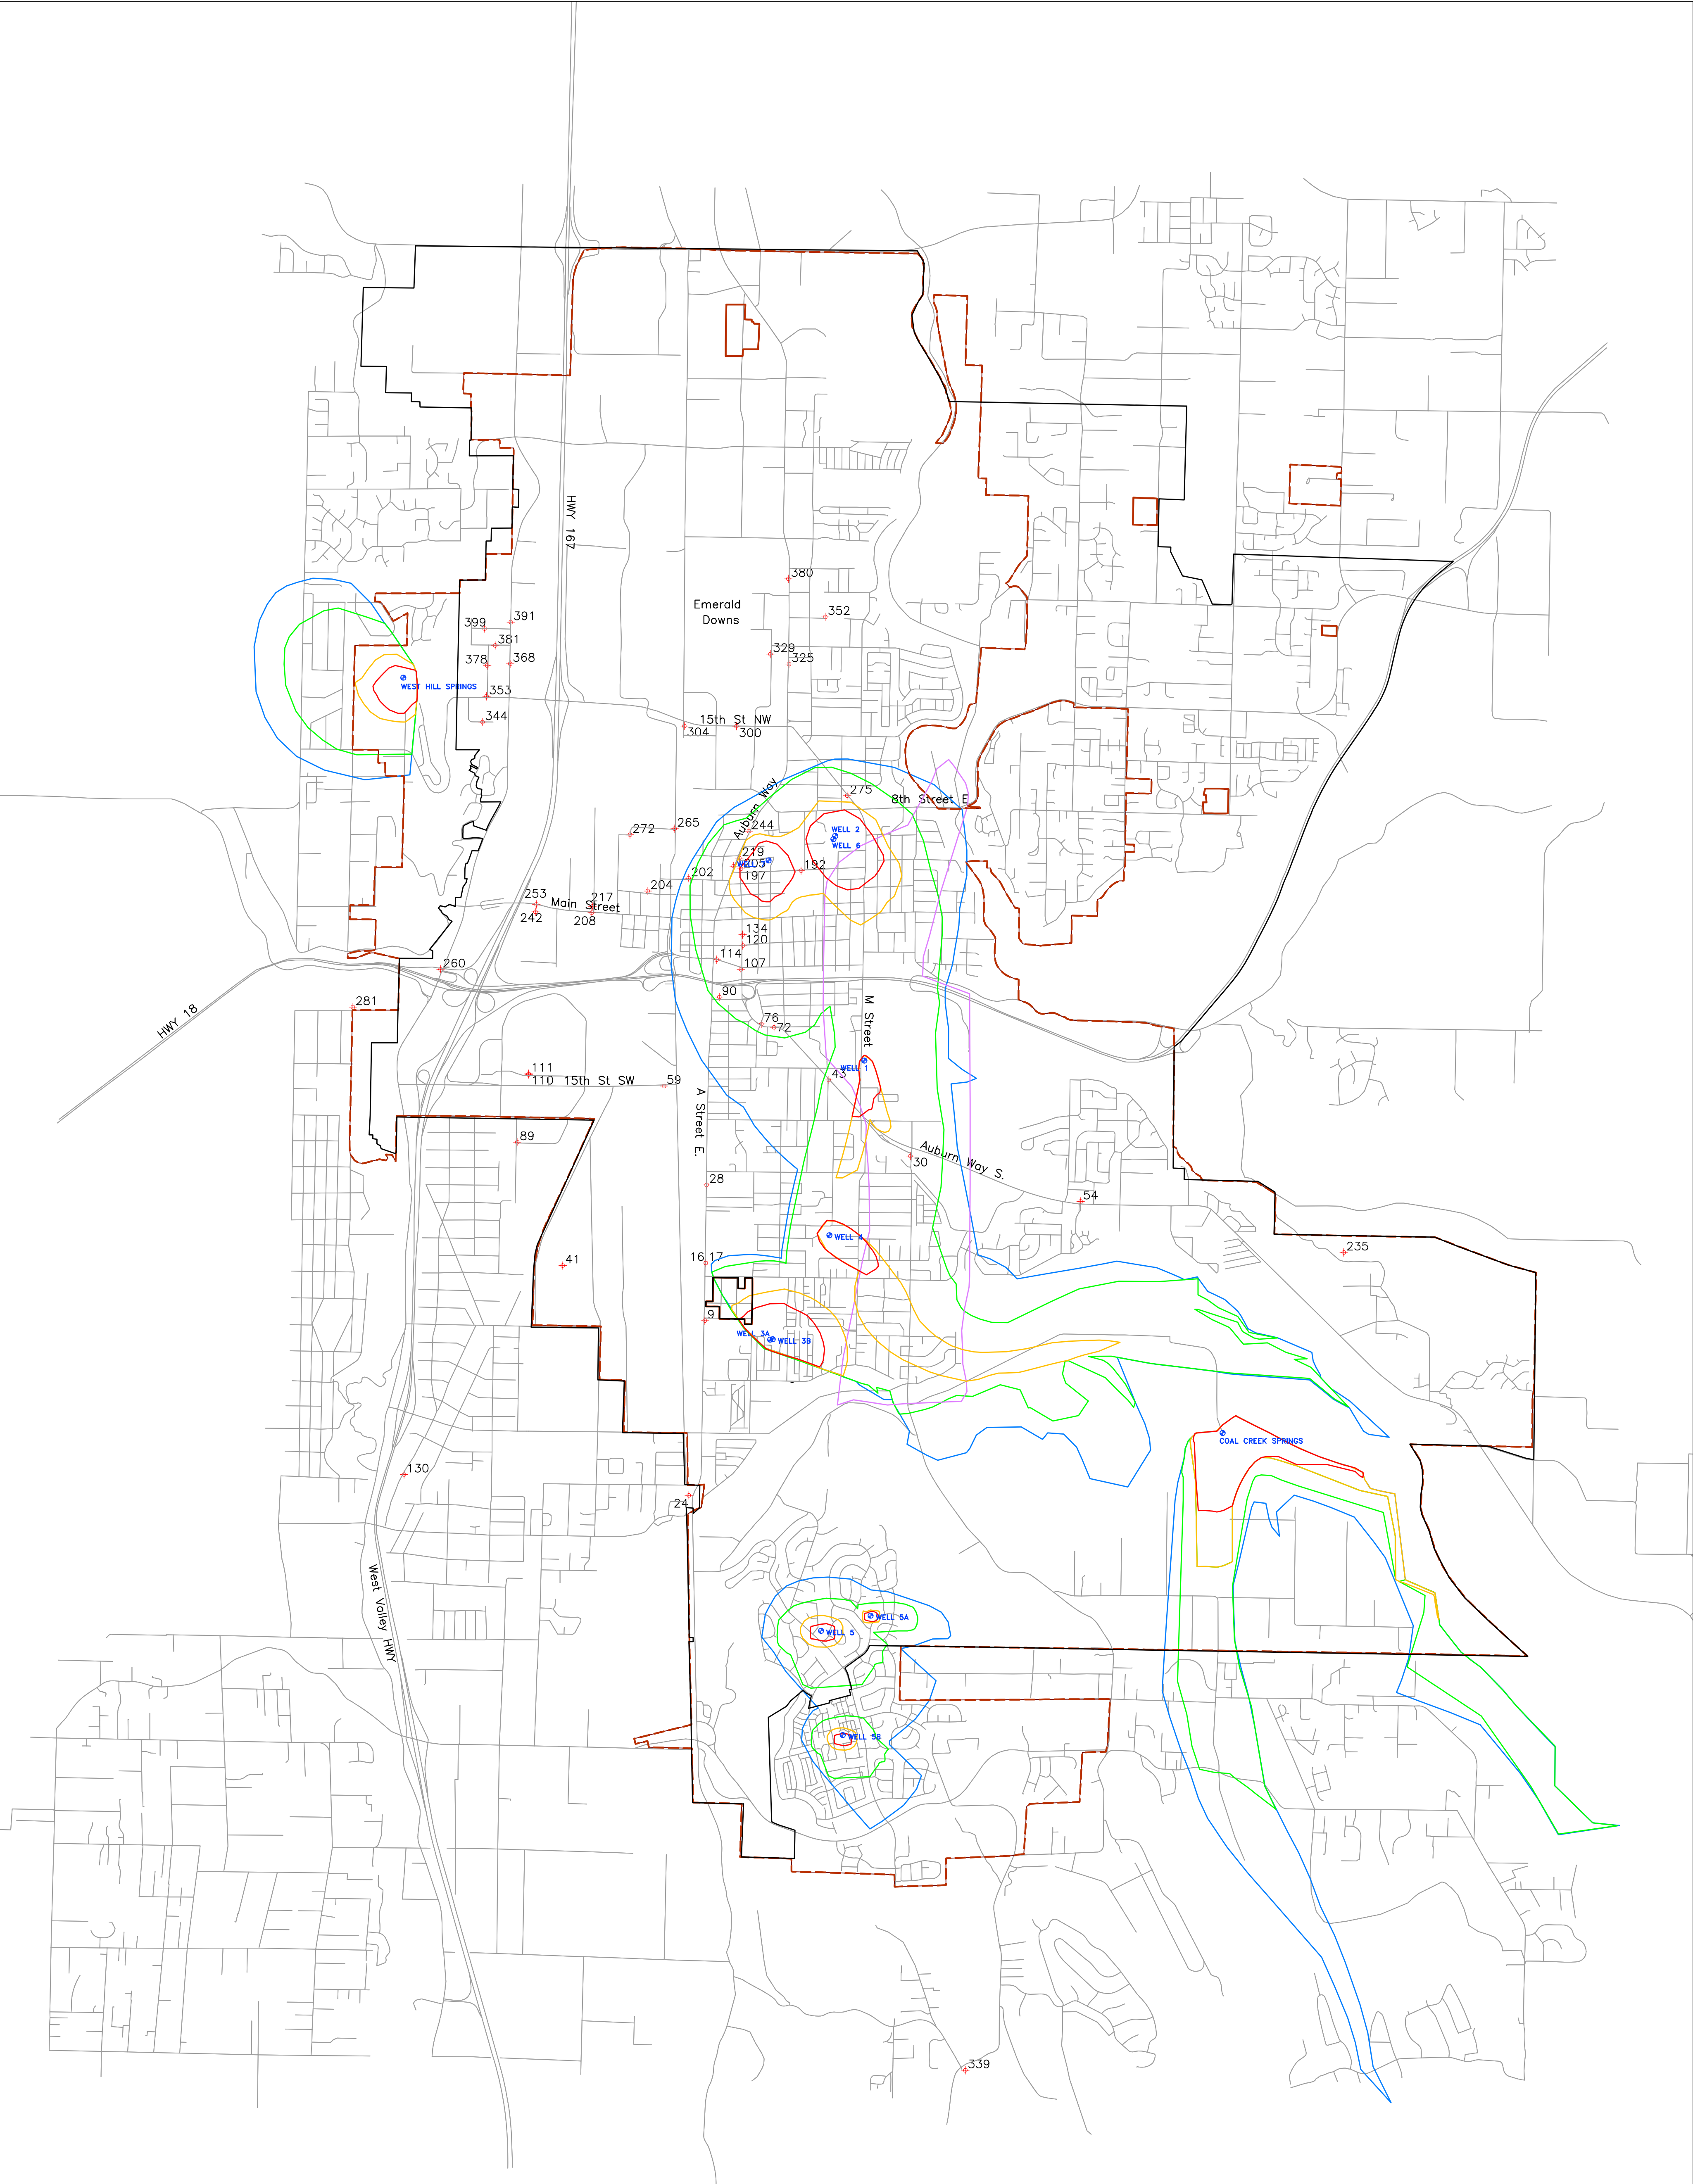 HWY 167
380
Emerald
Downs
352
391
399
381
329
378
368
325
WEST HILL SPRINGS
353
344
15th St NW
304
300
Auburn Way
275
8th Street E
265
244
272
WELL 2
WELL 6
219
205
192
197
202
204
253
217
Main Street
242
208
134
120
114
107
260
90
281
HWY 18
M Street
76
72
WELL 1
43
111
110
15th St SW
59
A Street E.
89
Auburn Way S.
30
28
54
WELL 4
235
16
17
41
9
WELL 3A
WELL 3B
COAL CREEK SPRINGS
130
24
West Valley HWY
WELL 5A
WELL 5
WELL 5B
339